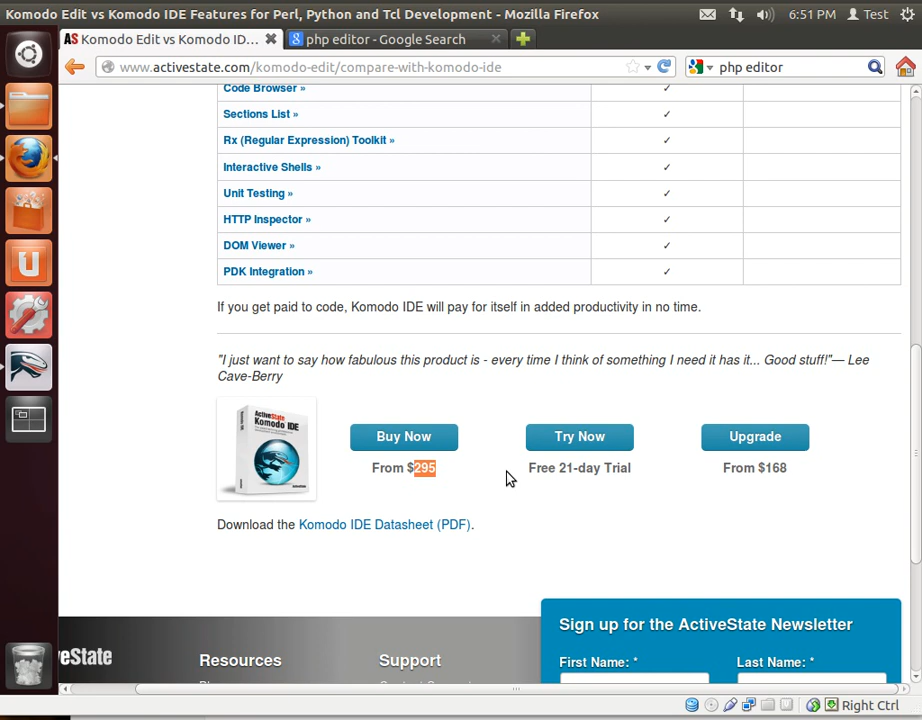 Komodo Edit vs Komodo IDE Features for Perl, Python and Tcl Development - Mozilla Firefox
6:51 PM
Test
AS Komodo Edit vs Komodo ID...
php editor - Google Search
www.activestate.com/komodo-edit/compare-with-komodo-ide
php editor
Code Browser » ✓
Sections List » ✓
Rx (Regular Expression) Toolkit » ✓
Interactive Shells » ✓
Unit Testing » ✓
HTTP Inspector » ✓
DOM Viewer » ✓
PDK Integration » ✓
If you get paid to code, Komodo IDE will pay for itself in added productivity in no time.
"I just want to say how fabulous this product is - every time I think of something I need it has it... Good stuff!"— Lee
Cave-Berry
ActiveState
Komodo IDE
Buy Now
Try Now
Upgrade
From $295
Free 21-day Trial
From $168
Download the Komodo IDE Datasheet (PDF).
Sign up for the ActiveState Newsletter
eState
Resources
Support
First Name: *
Last Name: *
Right Ctrl